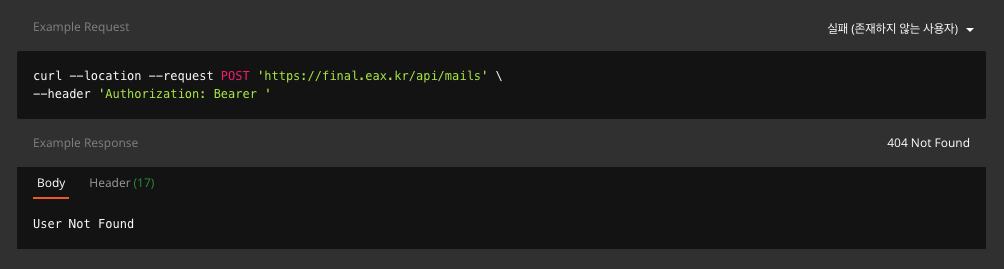 Example Request
실패 (존재하지 않는 사용자)
curl --location --request POST 'https://final.eax.kr/api/mails' \
--header 'Authorization: Bearer '
Example Response
404 Not Found
Body
Header (17)
User Not Found